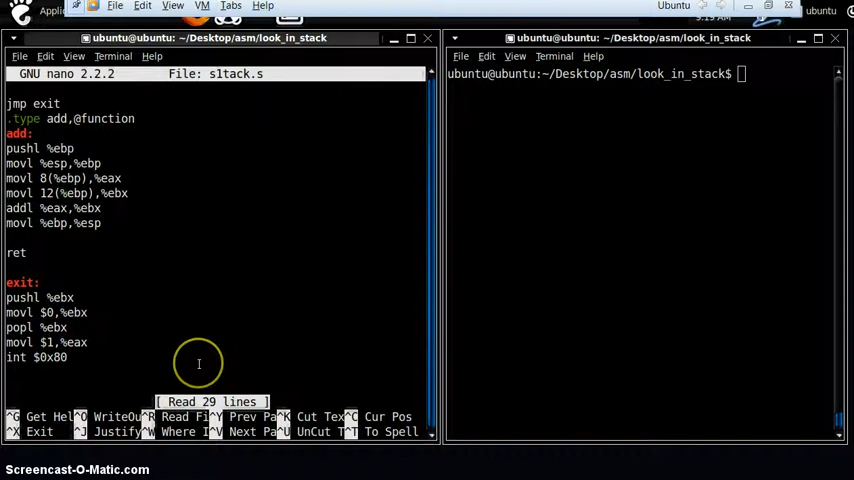 Appli
File Edit View VM Tabs Help
Ubuntu
5:19 AM
ubuntu
ubuntu@ubuntu: ~/Desktop/asm/look_in_stack
File Edit View Terminal Help
GNU nano 2.2.2 File: s1tack.s
jmp exit
.type add,@function
add:
pushl %ebp
movl %esp,%ebp
movl 8(%ebp),%eax
movl 12(%ebp),%ebx
addl %eax,%ebx
movl %ebp,%esp
ret
exit:
pushl %ebx
movl $0,%ebx
popl %ebx
movl $1,%eax
int $0x80
[ Read 29 lines ]
^G Get Hel^O WriteOu^R Read Fi^Y Prev Pa^K Cut Tex^C Cur Pos
^X Exit ^J Justify^W Where I^V Next Pa^U UnCut T^T To Spell
ubuntu@ubuntu: ~/Desktop/asm/look_in_stack
File Edit View Terminal Help
ubuntu@ubuntu:~/Desktop/asm/look_in_stack$
Screencast-O-Matic.com